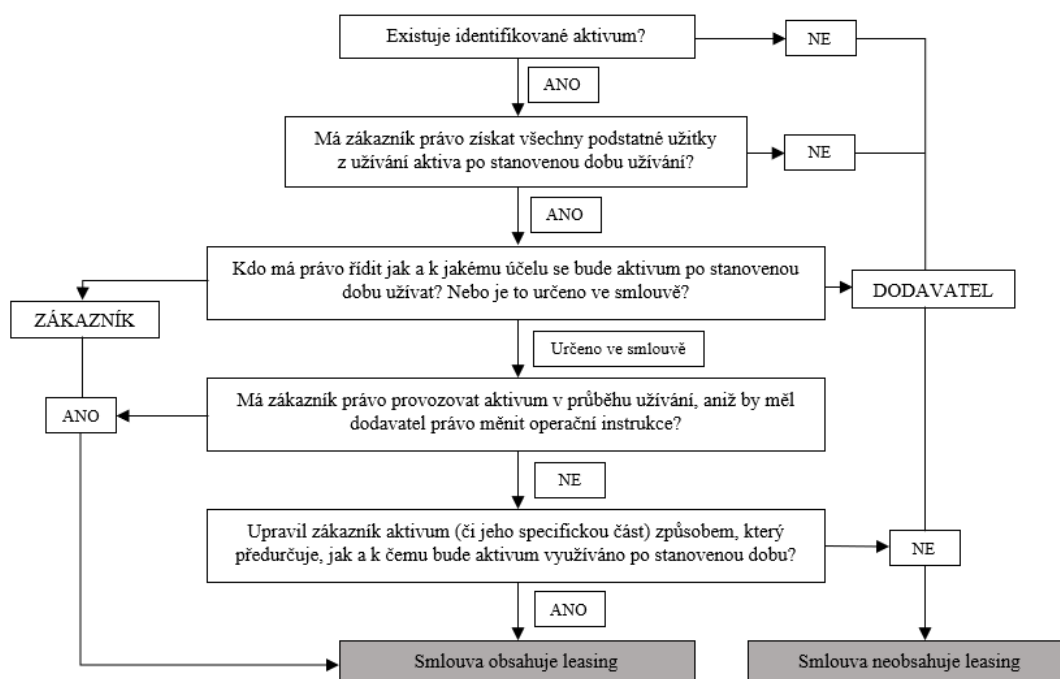 Existuje identifikované aktivum?
NE
ANO
Má zákazník právo získat všechny podstatné užitky
z užívání aktiva po stanovenou dobu užívání?
NE
ANO
Kdo má právo řídit jak a k jakému účelu se bude aktivum po stanovenou
dobu užívat? Nebo je to určeno ve smlouvě?
ZÁKAZNÍK
DODAVATEL
Určeno ve smlouvě
Má zákazník právo provozovat aktivum v průběhu užívání, aniž by měl
dodavatel právo měnit operační instrukce?
ANO
NE
Upravil zákazník aktivum (či jeho specifickou část) způsobem, který
předurčuje, jak a k čemu bude aktivum využíváno po stanovenou dobu?
NE
ANO
Smlouva obsahuje leasing
Smlouva neobsahuje leasing